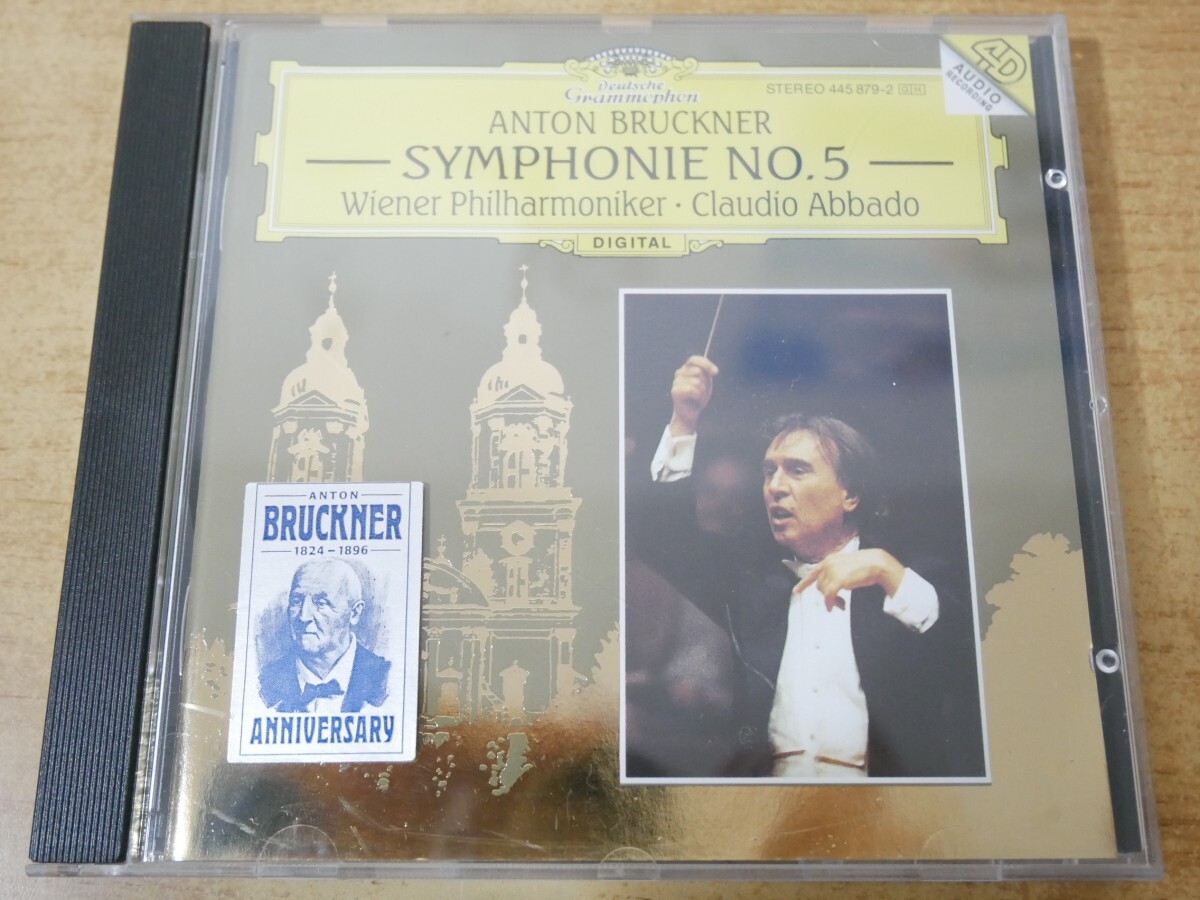 Deutsche
Grammophon
STEREO 445 879-2 GH
4D
AUDIO
RECORDING
ANTON BRUCKNER
SYMPHONIE NO. 5
Wiener Philharmoniker · Claudio Abbado
DIGITAL
ANTON
BRUCKNER
1824 – 1896
ANNIVERSARY